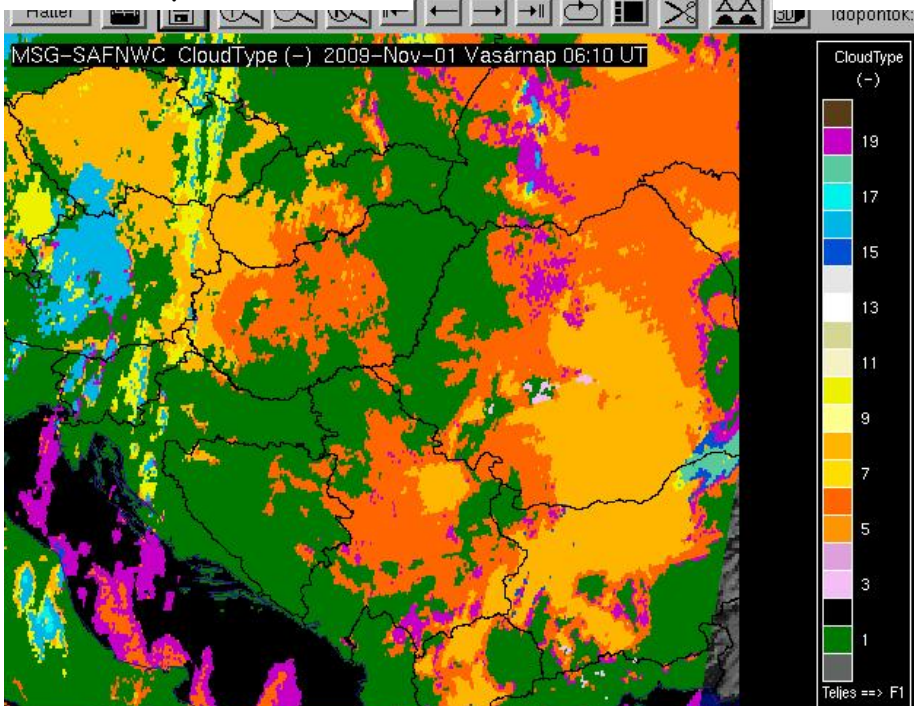 Hatter
3D
Időpontok:
MSG-SAFNWC CloudType (-) 2009-Nov-01 Vasárnap 06:10 UT
CloudType
(-)
19
17
15
13
11
9
7
5
3
1
Teljes ==> F1